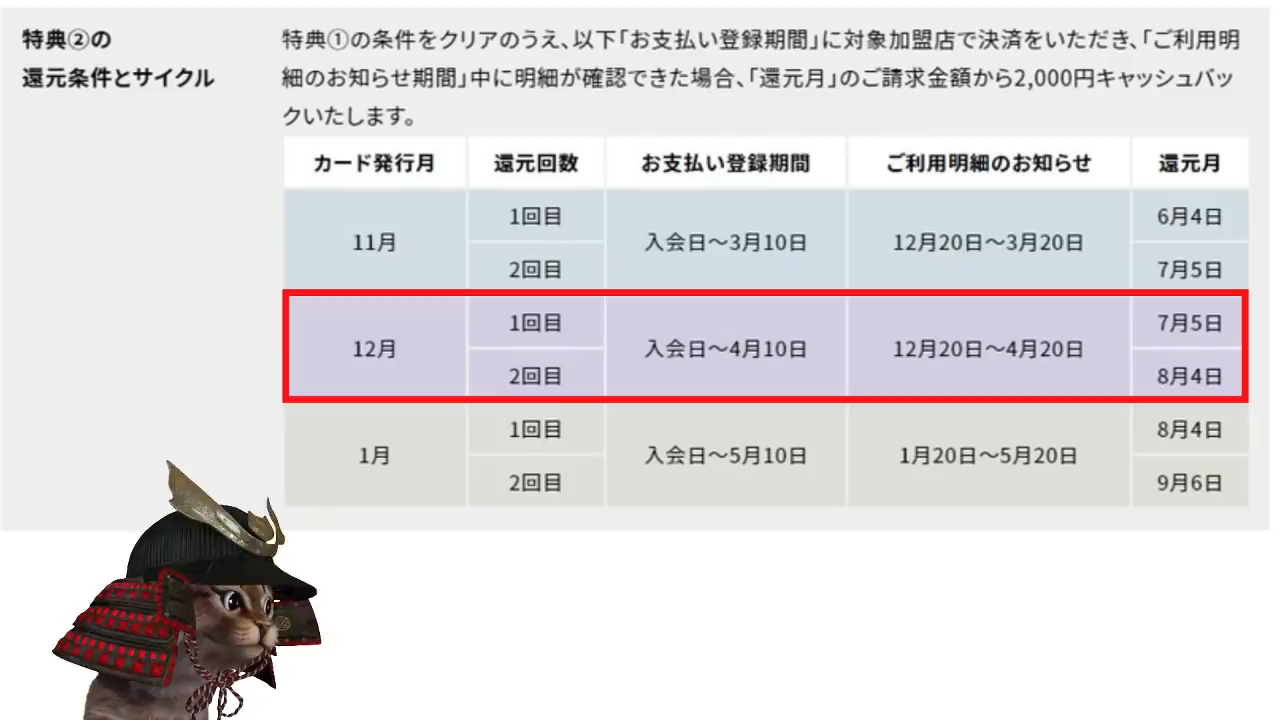 特典②の
還元条件とサイクル
特典①の条件をクリアのうえ、以下「お支払い登録期間」に対象加盟店で決済をいただき、「ご利用明
細のお知らせ期間」中に明細が確認できた場合、「還元月」のご請求金額から2,000円キャッシュバッ
クいたします。
カード発行月 還元回数 お支払い登録期間 ご利用明細のお知らせ 還元月
11月 1回目 入会日～3月10日 12月20日～3月20日 6月4日
2回目 7月5日
12月 1回目 入会日～4月10日 12月20日～4月20日 7月5日
2回目 8月4日
1月 1回目 入会日～5月10日 1月20日～5月20日 8月4日
2回目 9月6日